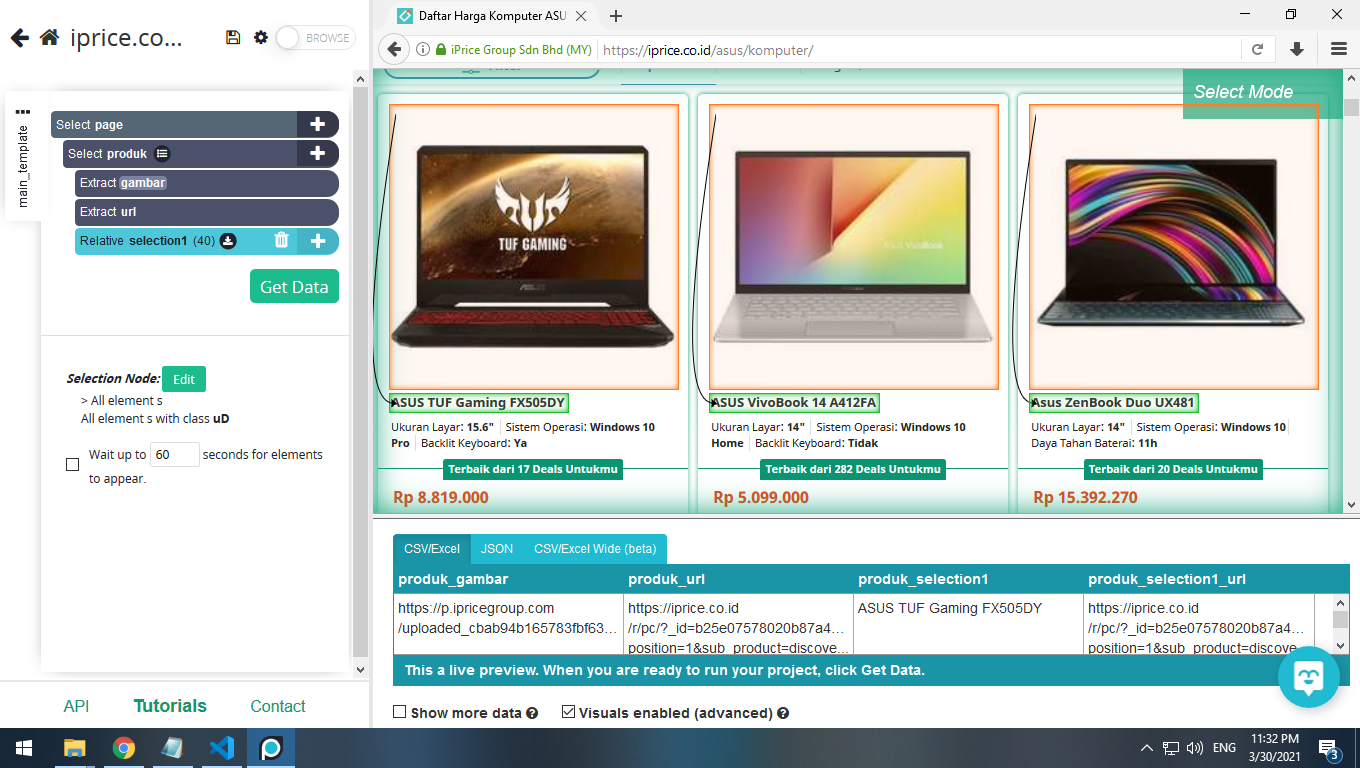 iprice.co...
BROWSE
main_template
Select page
Select produk
Extract gambar
Extract url
Relative selection1 (40)
Get Data
Selection Node: Edit
> All element s
All element s with class uD
Wait up to 60 seconds for elements
to appear.
API Tutorials Contact
Daftar Harga Komputer ASU
iPrice Group Sdn Bhd (MY) https://iprice.co.id/asus/komputer/
Select Mode
TUF GAMING
ASUS
ASUS VivoBook
ASUS TUF Gaming FX505DY
Ukuran Layar: 15.6" Sistem Operasi: Windows 10
Pro Backlit Keyboard: Ya
Terbaik dari 17 Deals Untukmu
Rp 8.819.000
ASUS VivoBook 14 A412FA
Ukuran Layar: 14" Sistem Operasi: Windows 10
Home Backlit Keyboard: Tidak
Terbaik dari 282 Deals Untukmu
Rp 5.099.000
Asus ZenBook Duo UX481
Ukuran Layar: 14" Sistem Operasi: Windows 10
Daya Tahan Baterai: 11h
Terbaik dari 20 Deals Untukmu
Rp 15.392.270
CSV/Excel JSON CSV/Excel Wide (beta)
produk_gambar produk_url produk_selection1 produk_selection1_url
https://p.ipricegroup.com https://iprice.co.id ASUS TUF Gaming FX505DY https://iprice.co.id
/uploaded_cbab94b165783fbf63... /r/pc/?_id=b25e07578020b87a4... /r/pc/?_id=b25e07578020b87a4...
position=1&sub_product=discove... position=1&sub_product=discove...
This a live preview. When you are ready to run your project, click Get Data.
Show more data Visuals enabled (advanced)
ENG
11:32 PM
3/30/2021
3